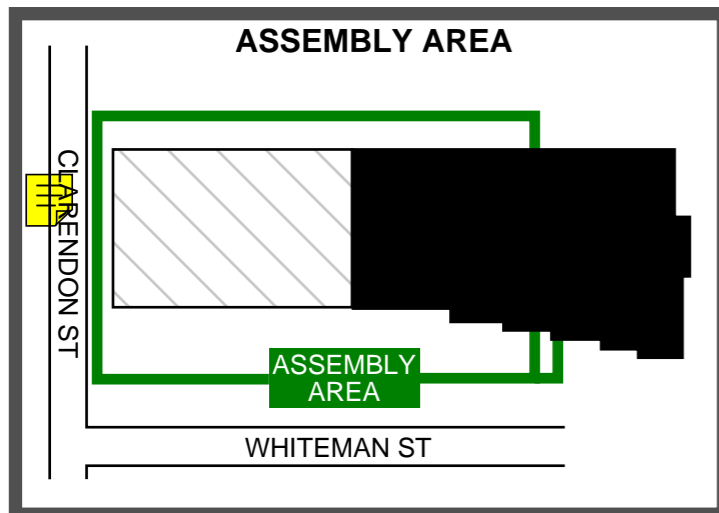 ASSEMBLY AREA
CLARENDON ST
ASSEMBLY
AREA
WHITEMAN ST